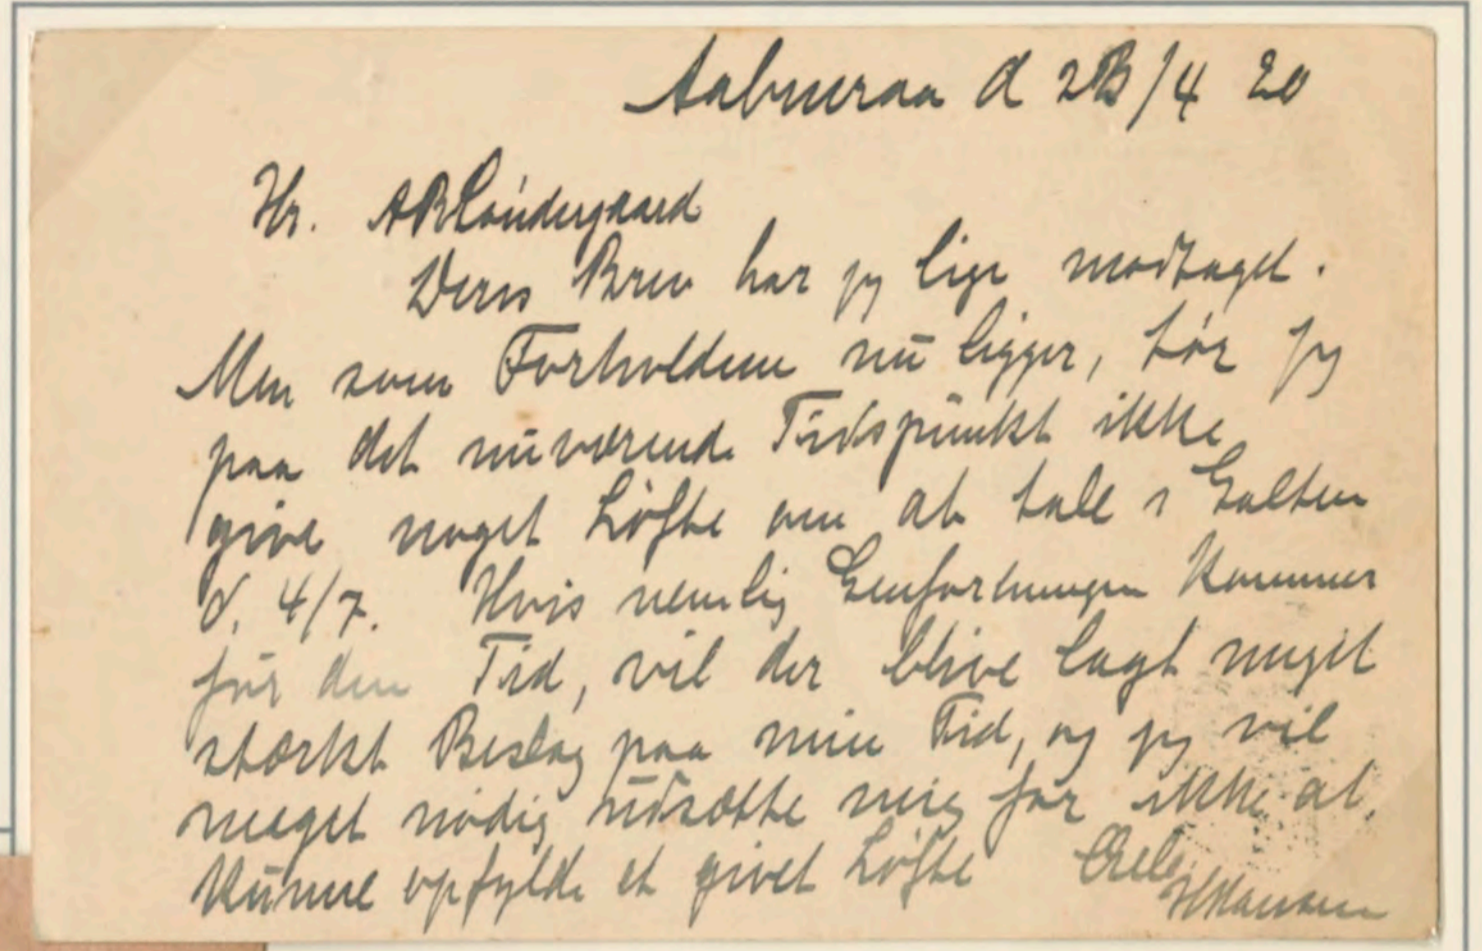 Aabenraa d 23/4 20
Hr. AB Søndergaard
Deres Brev har jeg lige modtaget.
Men som Forholdene nu ligger, tør jeg
paa det nuværende Tidspunkt ikke
give noget Løfte om at tale i Galten
d. 4/7. Hvis nemlig Genforeningen kommer
før den Tid, vil der blive lagt meget
stærkt Beslag paa min Tid, og jeg vil
meget nødig udsætte mig for ikke at
kunne opfylde et givet Løfte